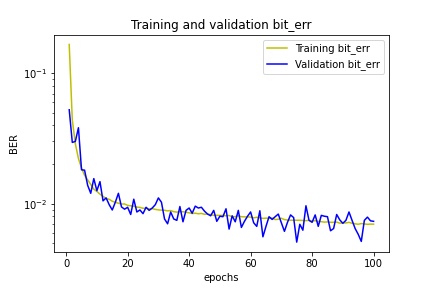 Training and validation bit_err
Training bit_err
Validation bit_err
10⁻¹
10⁻²
BER
0 20 40 60 80 100
epochs